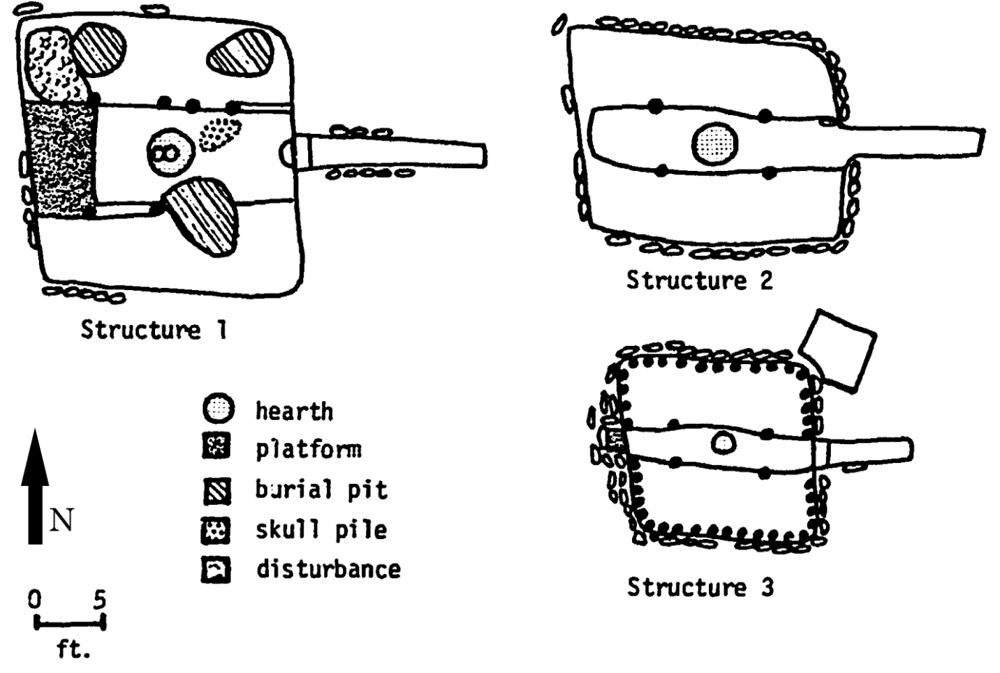 Structure 1
Structure 2
hearth
platform
burial pit
skull pile
disturbance
N
0 5
ft.
Structure 3